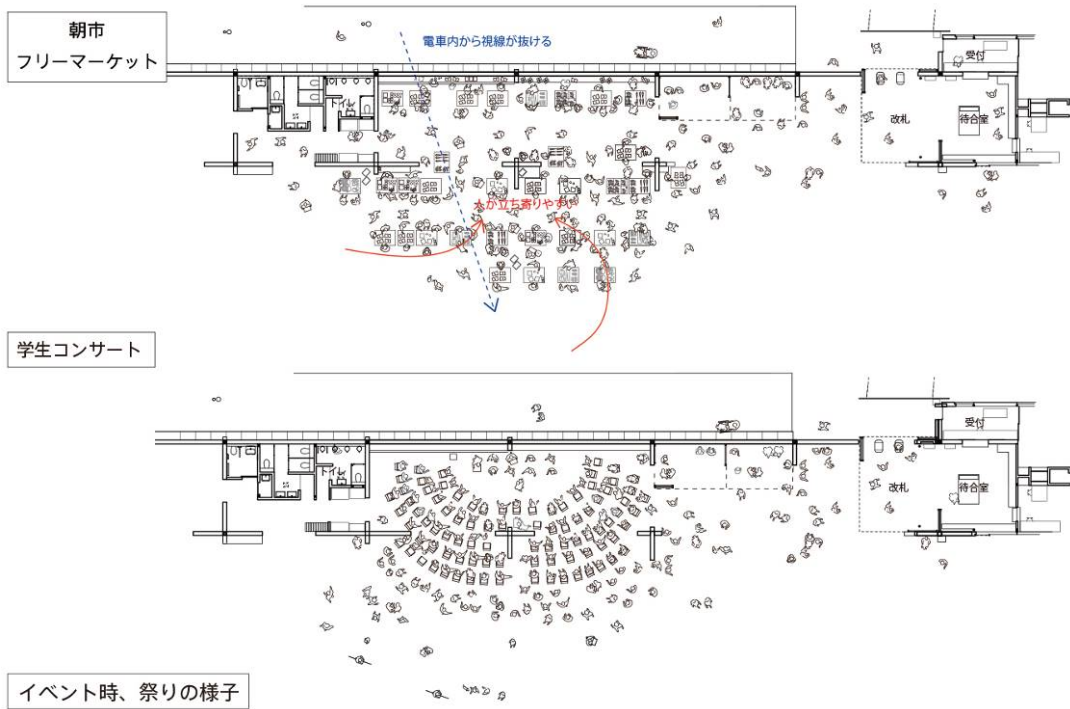 朝市
フリーマーケット
電車内から視線が抜ける
受付
トイレ
改札
待合室
人が立ち寄りやすい
学生コンサート
受付
トイレ
改札
待合室
イベント時、祭りの様子